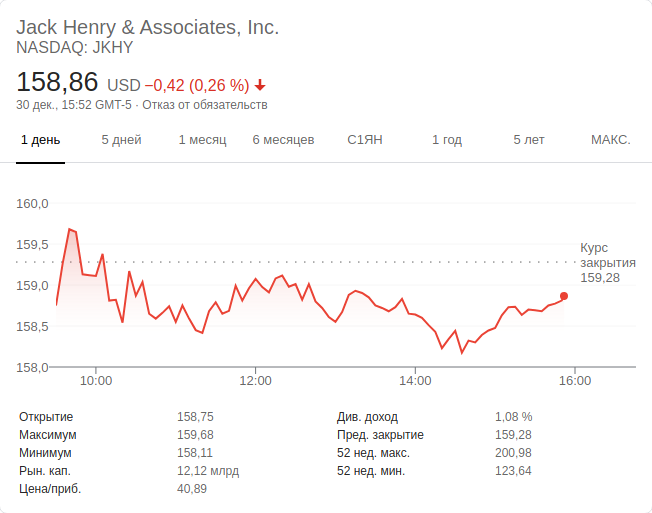 Jack Henry & Associates, Inc.
NASDAQ: JKHY
158,86 USD −0,42 (0,26 %)
30 дек., 15:52 GMT-5 · Отказ от обязательств
1 день 5 дней 1 месяц 6 месяцев С1ЯН 1 год 5 лет МАКС.
160,0
159,5
159,0
158,5
158,0
Курс
закрытия
159,28
10:00 12:00 14:00 16:00
Открытие 158,75 Див. доход 1,08 %
Максимум 159,68 Пред. закрытие 159,28
Минимум 158,11 52 нед. макс. 200,98
Рын. кап. 12,12 млрд 52 нед. мин. 123,64
Цена/приб. 40,89